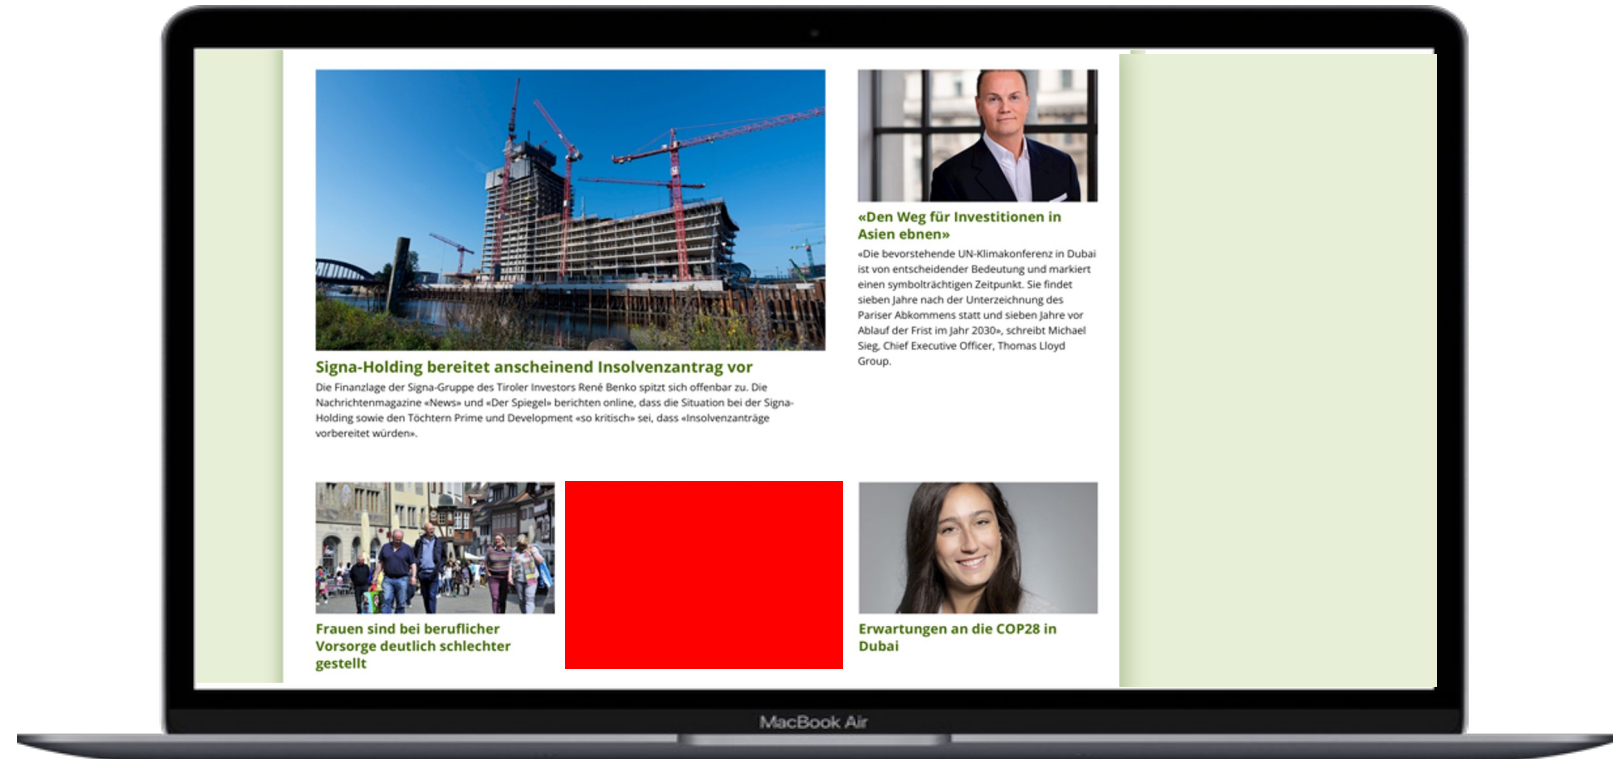 Signa-Holding bereitet anscheinend Insolvenzantrag vor
Die Finanzlage der Signa-Gruppe des Tiroler Investors René Benko spitzt sich offenbar zu. Die
Nachrichtenmagazine «News» und «Der Spiegel» berichten online, dass die Situation bei der Signa-
Holding sowie den Töchtern Prime und Development «so kritisch» sei, dass «Insolvenzanträge
vorbereitet würden».
«Den Weg für Investitionen in
Asien ebnen»
«Die bevorstehende UN-Klimakonferenz in Dubai
ist von entscheidender Bedeutung und markiert
einen symbolträchtigen Zeitpunkt. Sie findet
sieben Jahre nach der Unterzeichnung des
Pariser Abkommens statt und sieben Jahre vor
Ablauf der Frist im Jahr 2030», schreibt Michael
Sieg, Chief Executive Officer, Thomas Lloyd
Group.
Frauen sind bei beruflicher
Vorsorge deutlich schlechter
gestellt
Erwartungen an die COP28 in
Dubai
MacBook Air